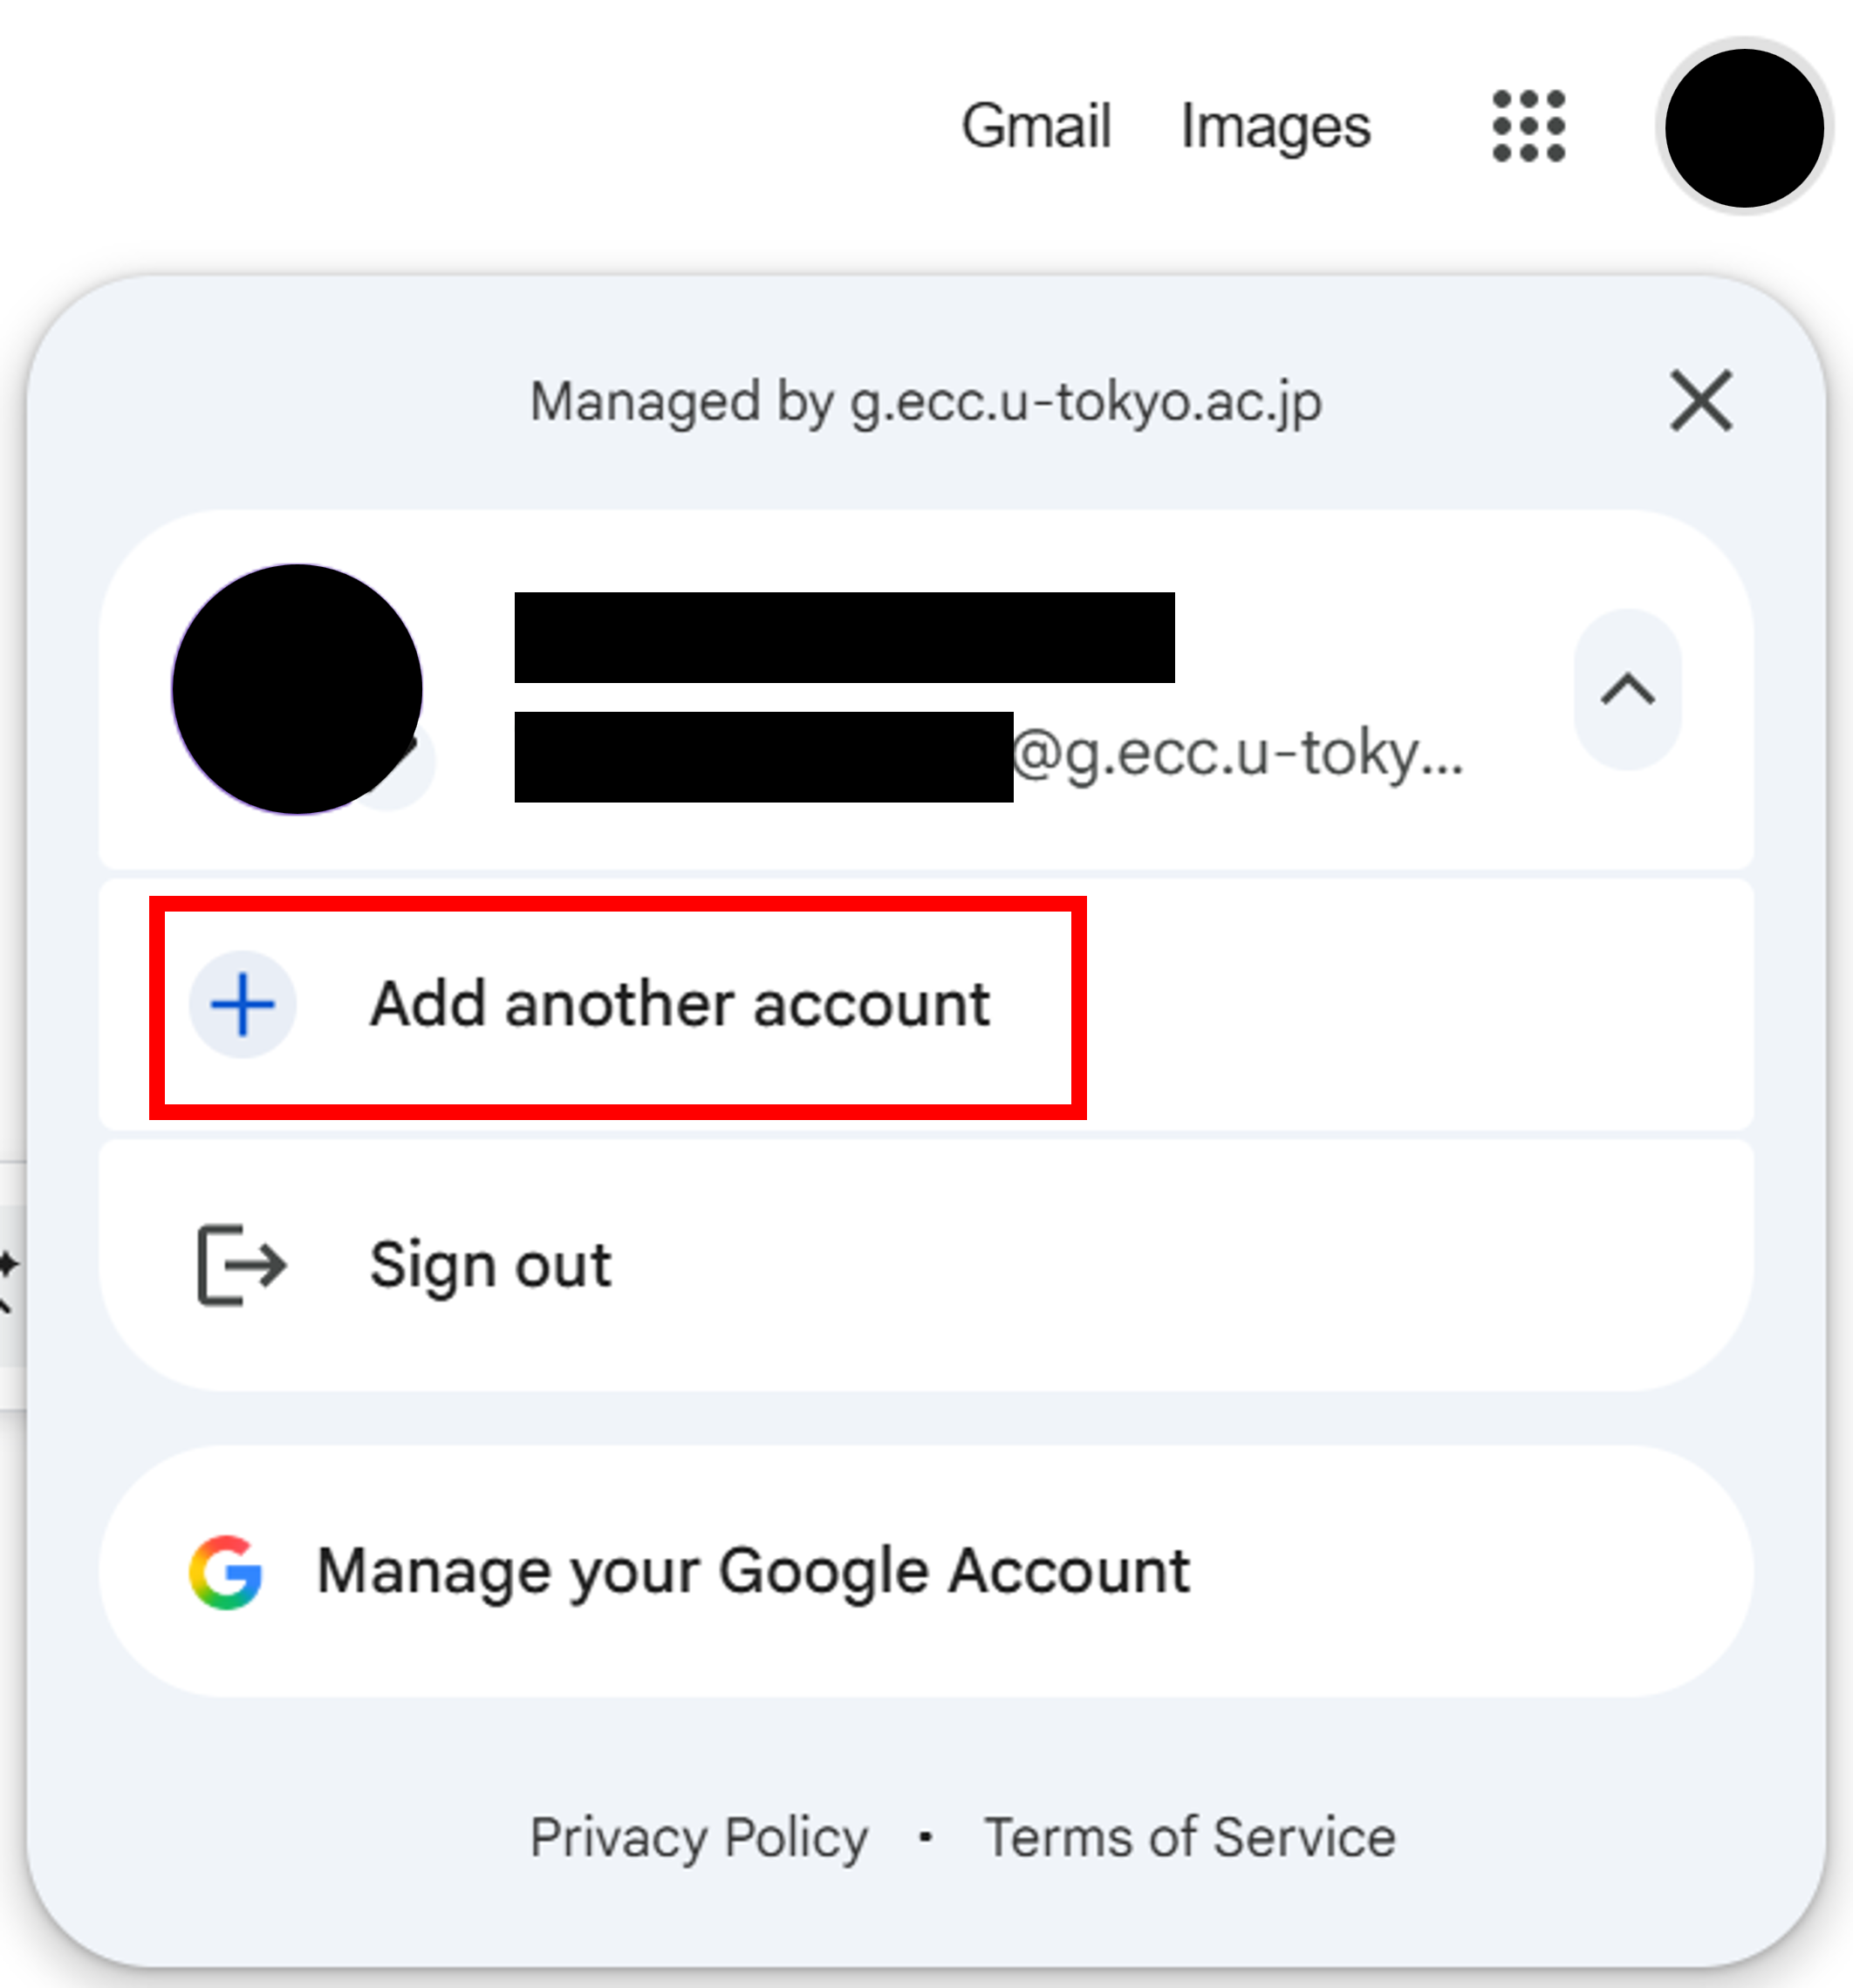 Gmail Images
Managed by g.ecc.u-tokyo.ac.jp
@g.ecc.u-toky...
Add another account
Sign out
Manage your Google Account
Privacy Policy • Terms of Service